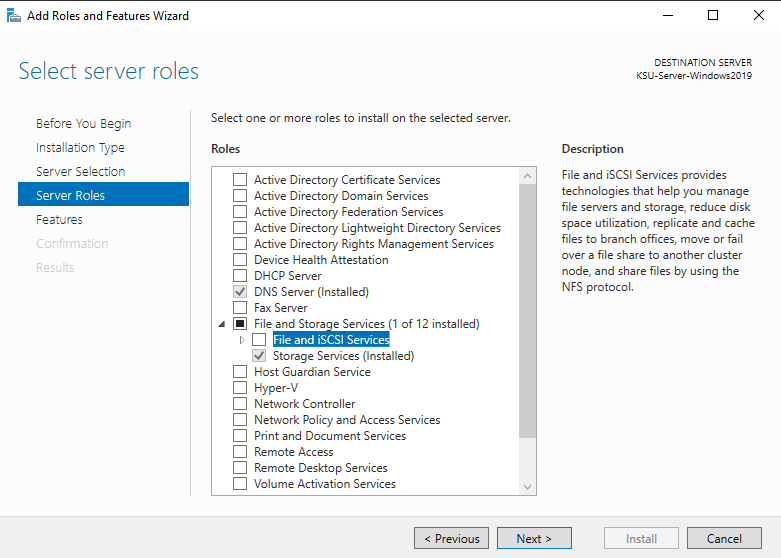 Add Roles and Features Wizard
Select server roles
DESTINATION SERVER
KSU-Server-Windows2019
Before You Begin
Installation Type
Server Selection
Server Roles
Features
Confirmation
Results
Select one or more roles to install on the selected server.
Roles
Active Directory Certificate Services
Active Directory Domain Services
Active Directory Federation Services
Active Directory Lightweight Directory Services
Active Directory Rights Management Services
Device Health Attestation
DHCP Server
DNS Server (Installed)
Fax Server
File and Storage Services (1 of 12 installed)
File and iSCSI Services
Storage Services (Installed)
Host Guardian Service
Hyper-V
Network Controller
Network Policy and Access Services
Print and Document Services
Remote Access
Remote Desktop Services
Volume Activation Services
Description
File and iSCSI Services provides
technologies that help you manage
file servers and storage, reduce disk
space utilization, replicate and cache
files to branch offices, move or fail
over a file share to another cluster
node, and share files by using the
NFS protocol.
< Previous
Next >
Install
Cancel